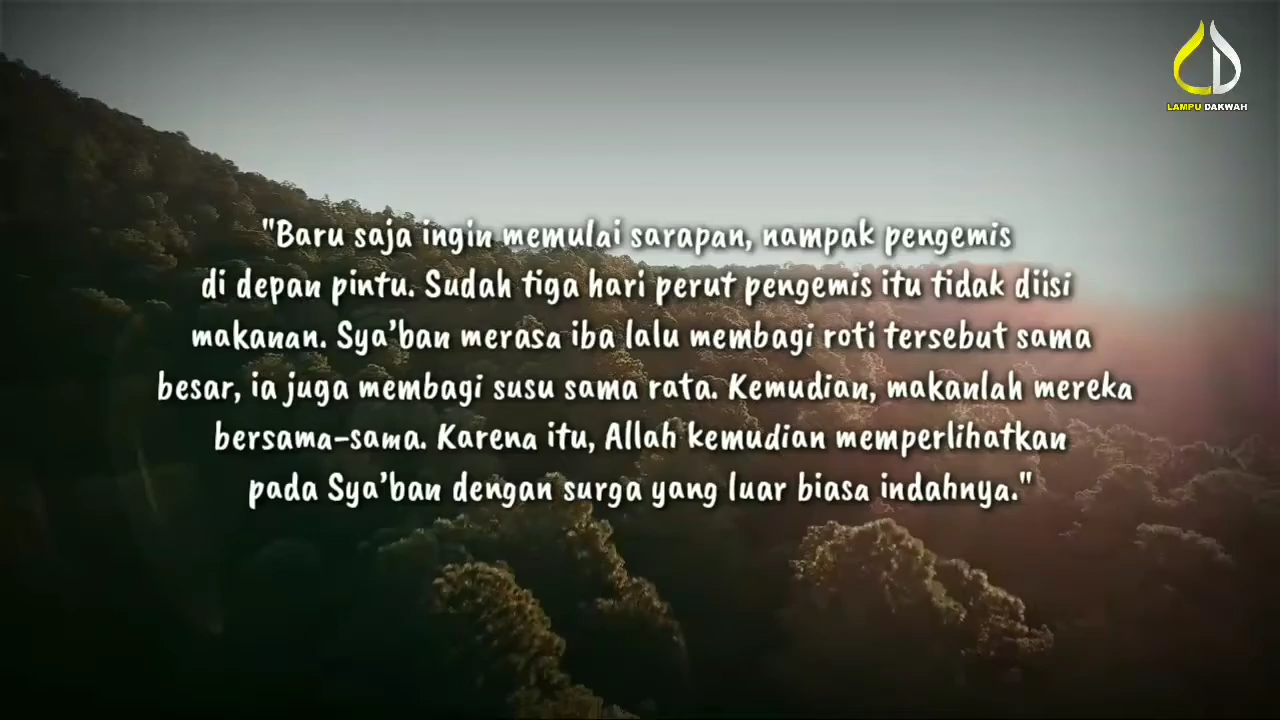 LAMPU DAKWAH
"Baru saja ingin memulai sarapan, nampak pengemis
di depan pintu. Sudah tiga hari perut pengemis itu tidak diisi
makanan. Sya’ban merasa iba lalu membagi roti tersebut sama
besar, ia juga membagi susu sama rata. Kemudian, makanlah mereka
bersama-sama. Karena itu, Allah kemudian memperlihatkan
pada Sya’ban dengan surga yang luar biasa indahnya."